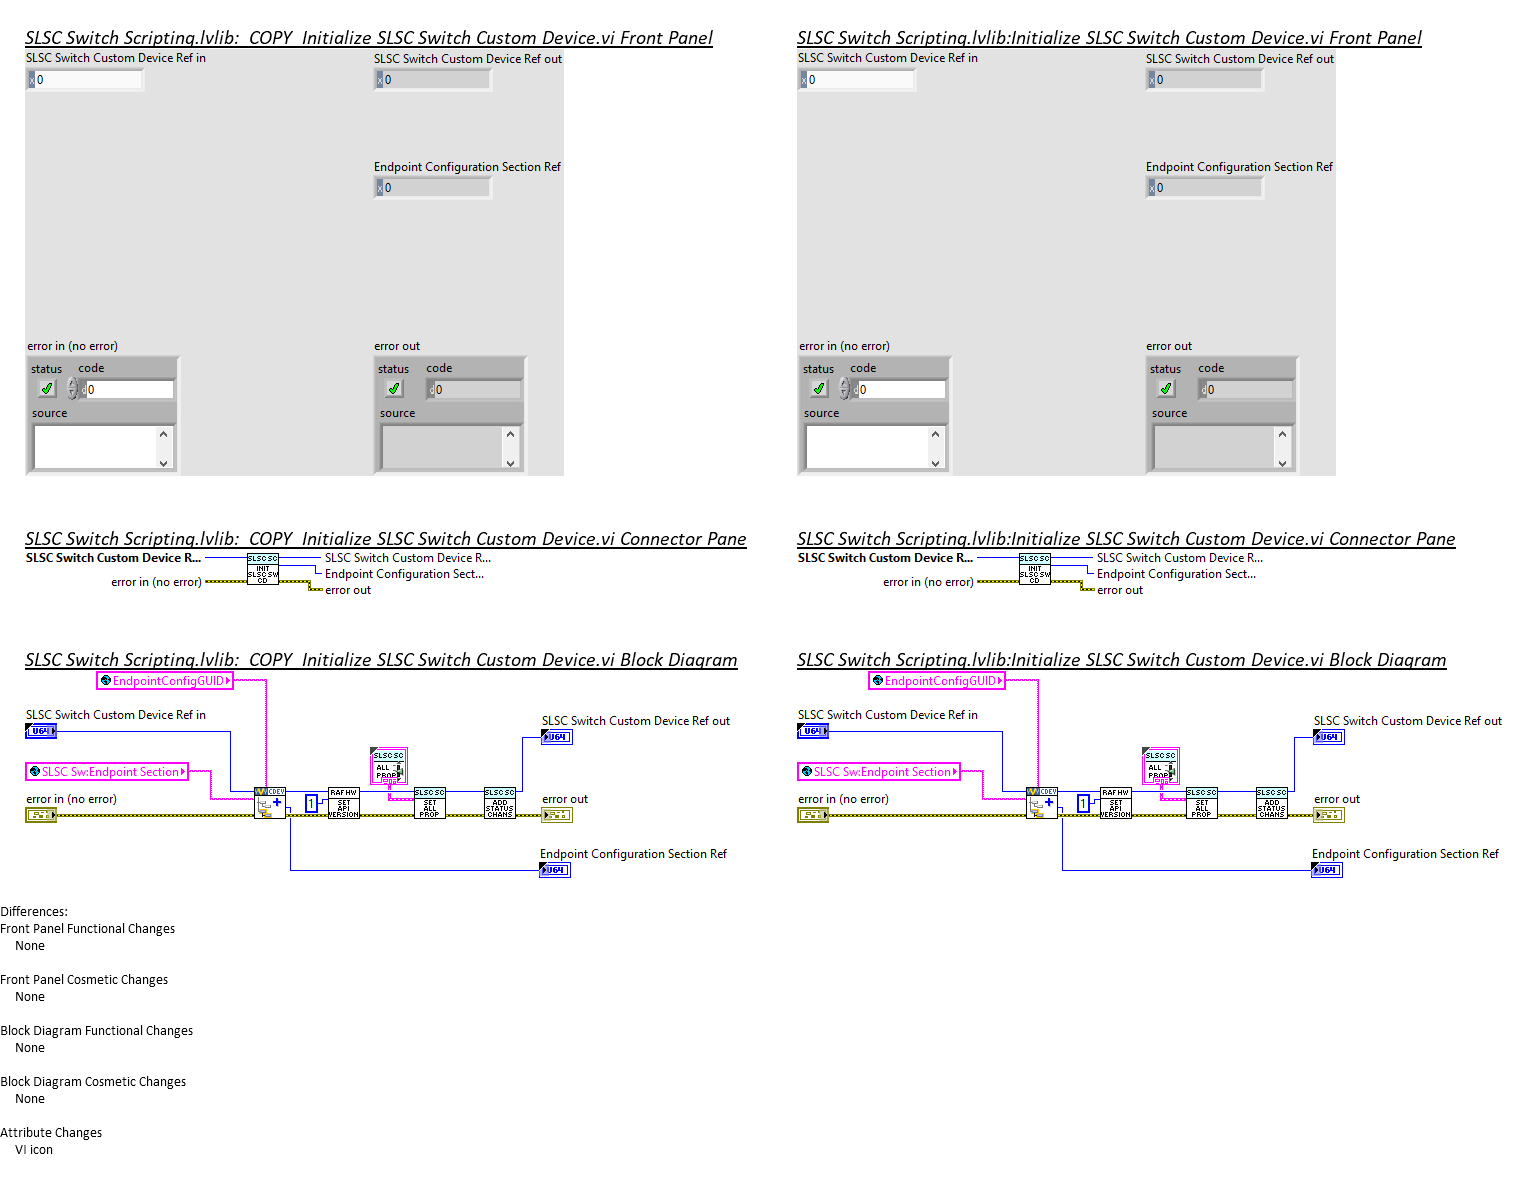 SLSC Switch Scripting.lvlib:  COPY  Initialize SLSC Switch Custom Device.vi Front Panel
SLSC Switch Custom Device Ref in
SLSC Switch Custom Device Ref out
x 0
x 0
Endpoint Configuration Section Ref
x 0
error in (no error)
error out
status code
status code
d 0
d 0
source
source
SLSC Switch Scripting.lvlib:Initialize SLSC Switch Custom Device.vi Front Panel
SLSC Switch Custom Device Ref in
SLSC Switch Custom Device Ref out
x 0
x 0
Endpoint Configuration Section Ref
x 0
error in (no error)
error out
status code
status code
d 0
d 0
source
source
SLSC Switch Scripting.lvlib:  COPY  Initialize SLSC Switch Custom Device.vi Connector Pane
SLSC Switch Custom Device R...
SLSC SC
INIT
SLSC SW
CD
SLSC Switch Custom Device R...
Endpoint Configuration Sect...
error in (no error)
error out
SLSC Switch Scripting.lvlib:Initialize SLSC Switch Custom Device.vi Connector Pane
SLSC Switch Custom Device R...
SLSC SC
INIT
SLSC SW
CD
SLSC Switch Custom Device R...
Endpoint Configuration Sect...
error in (no error)
error out
SLSC Switch Scripting.lvlib:  COPY  Initialize SLSC Switch Custom Device.vi Block Diagram
EndpointConfigGUID
SLSC Switch Custom Device Ref in
U64
SLSC Switch Custom Device Ref out
U64
SLSC SC
ALL
PROP
SLSC Sw:Endpoint Section
error in (no error)
CDEV
1
RAF HW
SET
API
VERSION
SLSC SC
SET
ALL
PROP
SLSC SC
ADD
STATUS
CHANS
error out
Endpoint Configuration Section Ref
U64
SLSC Switch Scripting.lvlib:Initialize SLSC Switch Custom Device.vi Block Diagram
EndpointConfigGUID
SLSC Switch Custom Device Ref in
U64
SLSC Switch Custom Device Ref out
U64
SLSC SC
ALL
PROP
SLSC Sw:Endpoint Section
error in (no error)
CDEV
1
RAF HW
SET
API
VERSION
SLSC SC
SET
ALL
PROP
SLSC SC
ADD
STATUS
CHANS
error out
Endpoint Configuration Section Ref
U64
Differences:
Front Panel Functional Changes
None
Front Panel Cosmetic Changes
None
Block Diagram Functional Changes
None
Block Diagram Cosmetic Changes
None
Attribute Changes
VI icon